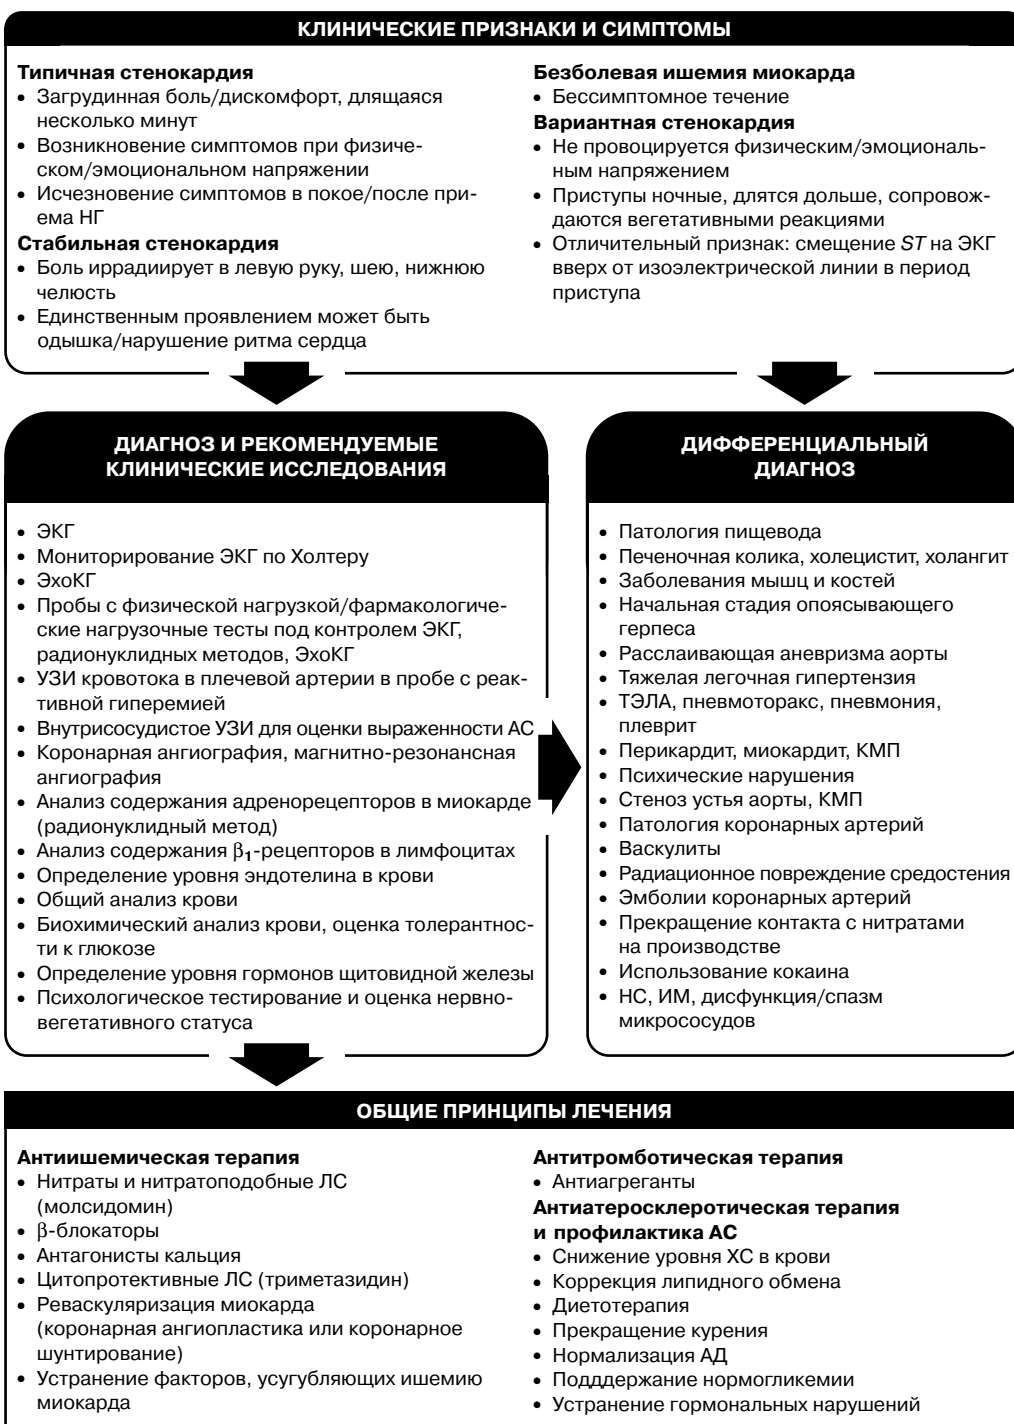 КЛИНИЧЕСКИЕ ПРИЗНАКИ И СИМПТОМЫ
Типичная стенокардия
• Загрудинная боль/дискомфорт, длящаяся
несколько минут
• Возникновение симптомов при физиче-
ском/эмоциональном напряжении
• Исчезновение симптомов в покое/после при-
ема НГ
Стабильная стенокардия
• Боль иррадиирует в левую руку, шею, нижнюю
челюсть
• Единственным проявлением может быть
одышка/нарушение ритма сердца
Безболевая ишемия миокарда
• Бессимптомное течение
Вариантная стенокардия
• Не провоцируется физическим/эмоциональ-
ным напряжением
• Приступы ночные, длятся дольше, сопровож-
даются вегетативными реакциями
• Отличительный признак: смещение ST на ЭКГ
вверх от изоэлектрической линии в период
приступа
ДИАГНОЗ И РЕКОМЕНДУЕМЫЕ
КЛИНИЧЕСКИЕ ИССЛЕДОВАНИЯ
• ЭКГ
• Мониторирование ЭКГ по Холтеру
• ЭхоКГ
• Пробы с физической нагрузкой/фармакологиче-
ские нагрузочные тесты под контролем ЭКГ,
радионуклидных методов, ЭхоКГ
• УЗИ кровотока в плечевой артерии в пробе с реак-
тивной гиперемией
• Внутрисосудистое УЗИ для оценки выраженности АС
• Коронарная ангиография, магнитно-резонансная
ангиография
• Анализ содержания адренорецепторов в миокарде
(радионуклидный метод)
• Анализ содержания β₁-рецепторов в лимфоцитах
• Определение уровня эндотелина в крови
• Общий анализ крови
• Биохимический анализ крови, оценка толерантнос-
ти к глюкозе
• Определение уровня гормонов щитовидной железы
• Психологическое тестирование и оценка нервно-
вегетативного статуса
ДИФФЕРЕНЦИАЛЬНЫЙ
ДИАГНОЗ
• Патология пищевода
• Печеночная колика, холецистит, холангит
• Заболевания мышц и костей
• Начальная стадия опоясывающего
герпеса
• Расслаивающая аневризма аорты
• Тяжелая легочная гипертензия
• ТЭЛА, пневмоторакс, пневмония,
плеврит
• Перикардит, миокардит, КМП
• Психические нарушения
• Стеноз устья аорты, КМП
• Патология коронарных артерий
• Васкулиты
• Радиационное повреждение средостения
• Эмболии коронарных артерий
• Прекращение контакта с нитратами
на производстве
• Использование кокаина
• НС, ИМ, дисфункция/спазм
микрососудов
ОБЩИЕ ПРИНЦИПЫ ЛЕЧЕНИЯ
Антиишемическая терапия
• Нитраты и нитратоподобные ЛС
(молсидомин)
• β-блокаторы
• Антагонисты кальция
• Цитопротективные ЛС (триметазидин)
• Реваскуляризация миокарда
(коронарная ангиопластика или коронарное
шунтирование)
• Устранение факторов, усугубляющих ишемию
миокарда
Антитромботическая терапия
• Антиагреганты
Антиатеросклеротическая терапия
и профилактика АС
• Снижение уровня ХС в крови
• Коррекция липидного обмена
• Диетотерапия
• Прекращение курения
• Нормализация АД
• Подддержание нормогликемии
• Устранение гормональных нарушений